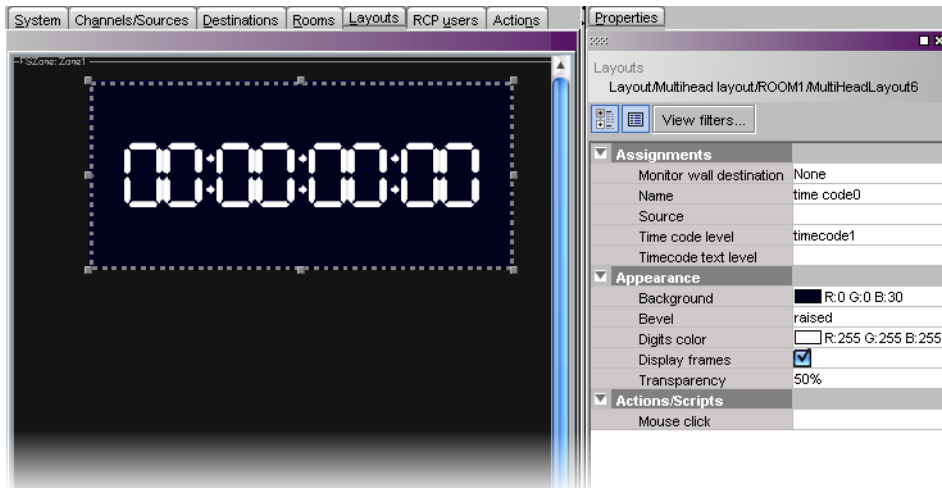 System Channels/Sources Destinations Rooms Layouts RCP users Actions
FSZone: Zone1
00:00:00:00
Properties
Layouts
Layout/Multihead layout/ROOM1/MultiHeadLayout6
View filters...
Assignments
Monitor wall destination None
Name time code0
Source
Time code level timecode1
Timecode text level
Appearance
Background R:0 G:0 B:30
Bevel raised
Digits color R:255 G:255 B:255
Display frames
Transparency 50%
Actions/Scripts
Mouse click